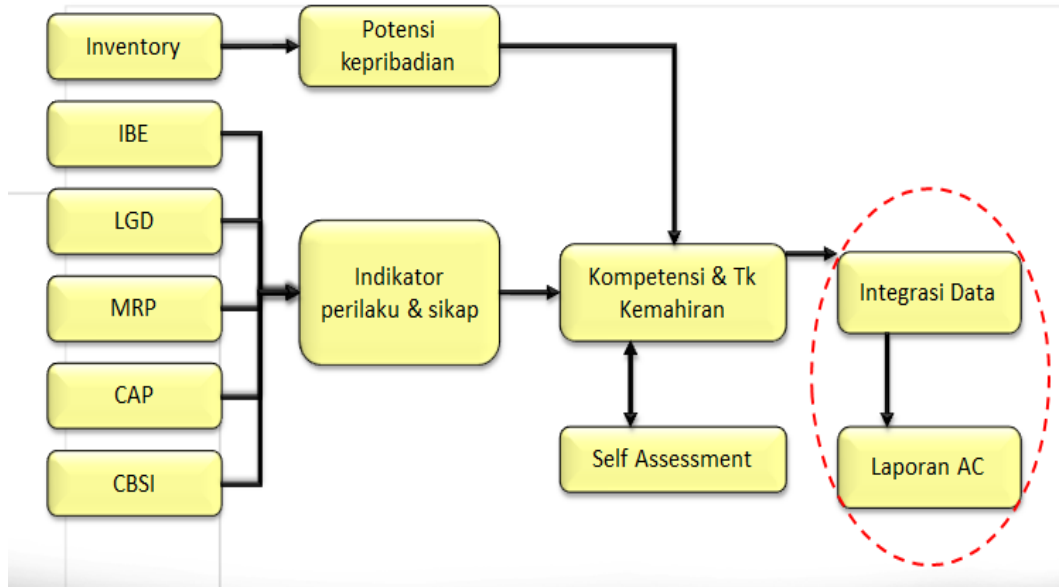 Inventory
Potensi
kepribadian
IBE
LGD
MRP
CAP
CBSI
Indikator
perilaku & sikap
Kompetensi & Tk
Kemahiran
Self Assessment
Integrasi Data
Laporan AC